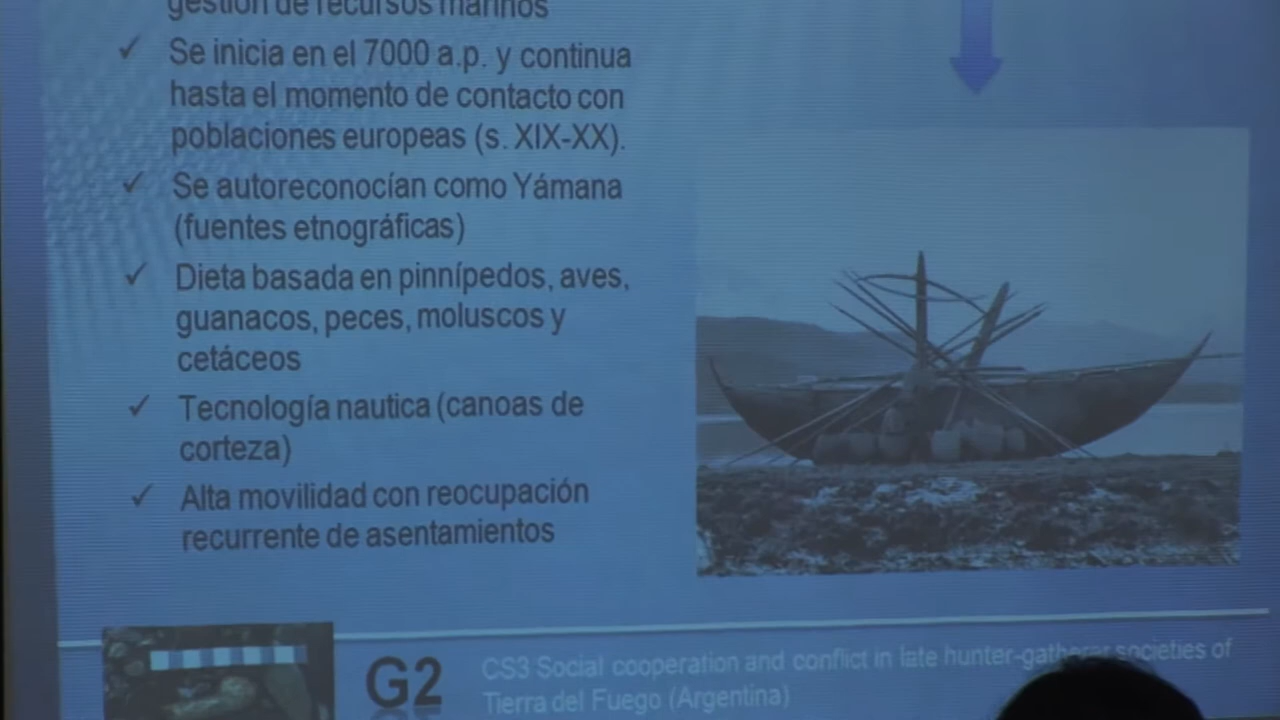 gestión de recursos marinos
Se inicia en el 7000 a.p. y continua
hasta el momento de contacto con
poblaciones europeas (s. XIX-XX).
Se autoreconocían como Yámana
(fuentes etnográficas)
Dieta basada en pinnípedos, aves,
guanacos, peces, moluscos y
cetáceos
Tecnología nautica (canoas de
corteza)
Alta movilidad con reocupación
recurrente de asentamientos
G2
CS3 Social cooperation and conflict in late hunter-gatherer societies of
Tierra del Fuego (Argentina)